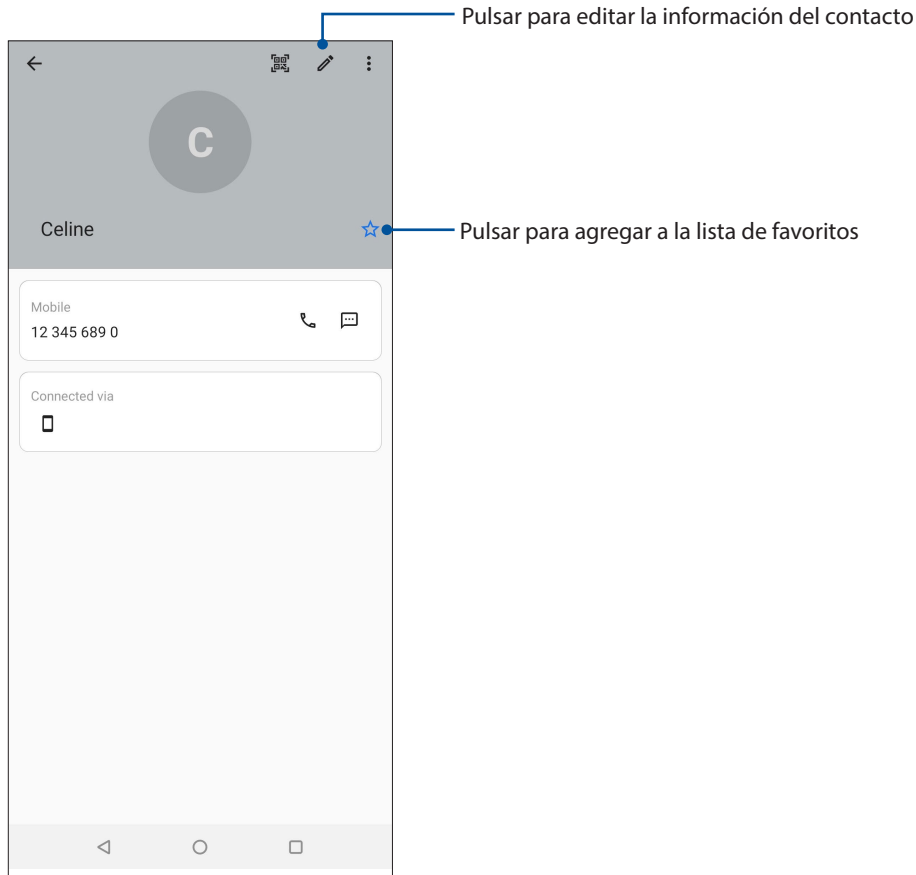 Pulsar para editar la información del contacto
C
Celine
Pulsar para agregar a la lista de favoritos
Mobile
12 345 689 0
Connected via